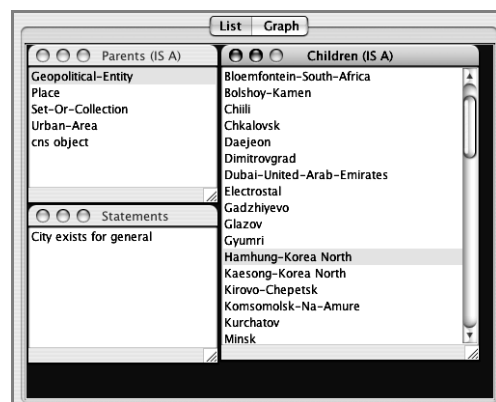 List Graph
Parents (IS A)
Geopolitical-Entity
Place
Set-Or-Collection
Urban-Area
cns object
Statements
City exists for general
Children (IS A)
Bloemfontein-South-Africa
Bolshoy-Kamen
Chiili
Chkalovsk
Daejeon
Dimitrovgrad
Dubai-United-Arab-Emirates
Electrostal
Gadzhiyevo
Glazov
Gyumri
Hamhung-Korea North
Kaesong-Korea North
Kirovo-Chepetsk
Komsomolsk-Na-Amure
Kurchatov
Minsk